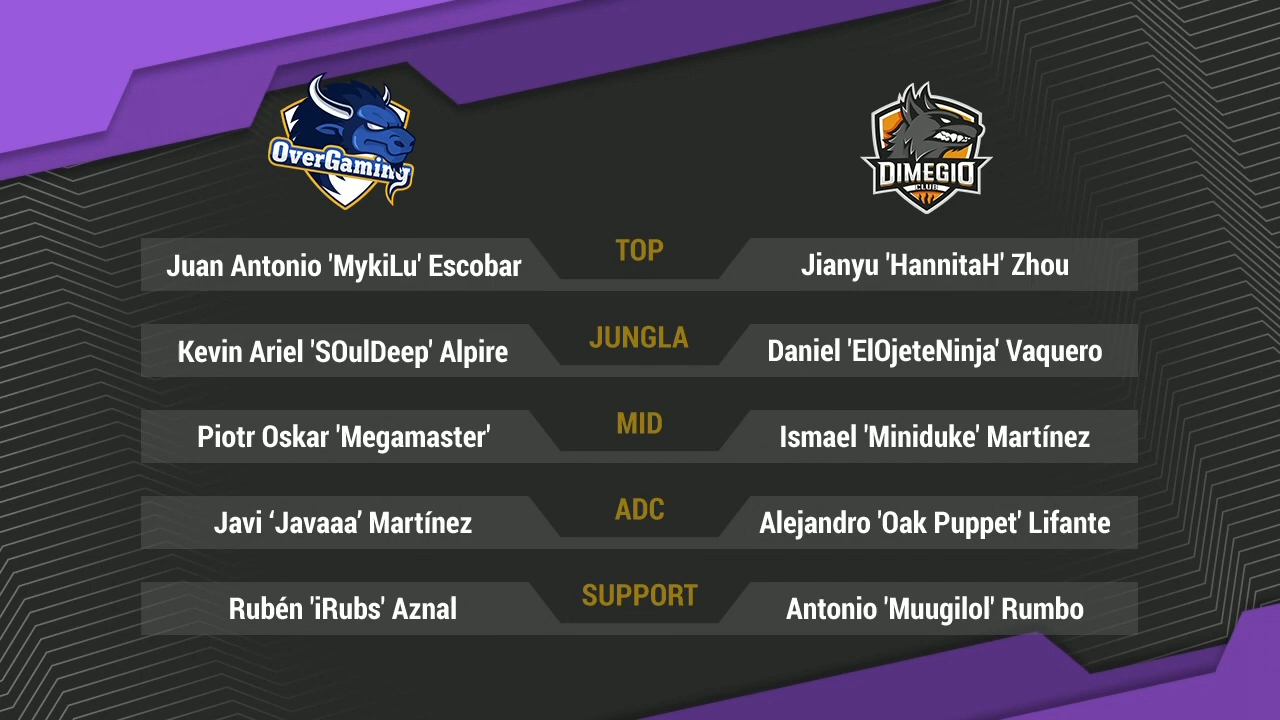 OverGaming
DIMEGIO
CLUB
TOP
Juan Antonio 'MykiLu' Escobar
Jianyu 'HannitaH' Zhou
JUNGLA
Kevin Ariel 'SOulDeep' Alpire
Daniel 'ElOjeteNinja' Vaquero
MID
Piotr Oskar 'Megamaster'
Ismael 'Miniduke' Martínez
ADC
Javi ‘Javaaa’ Martínez
Alejandro 'Oak Puppet' Lifante
SUPPORT
Rubén 'iRubs' Aznal
Antonio 'Muugilol' Rumbo